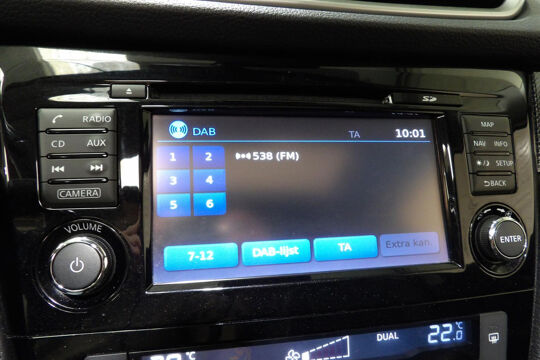 RADIO
CD AUX
CAMERA
VOLUME
DAB TA 10:01
1 2 538 (FM)
3 4
5 6
7-12 DAB-lijst TA Extra kan.
SD
MAP
NAV INFO
SETUP
BACK
ENTER
DUAL 22.0 °C
°C